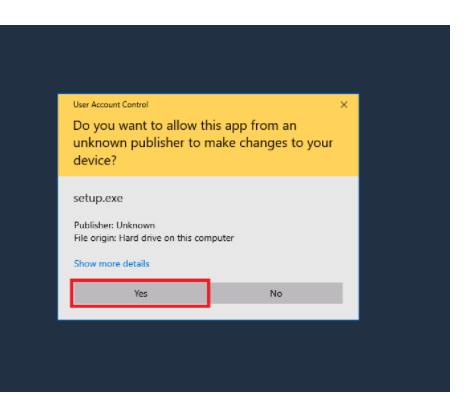 User Account Control
Do you want to allow this app from an
unknown publisher to make changes to your
device?
setup.exe
Publisher: Unknown
File origin: Hard drive on this computer
Show more details
Yes
No